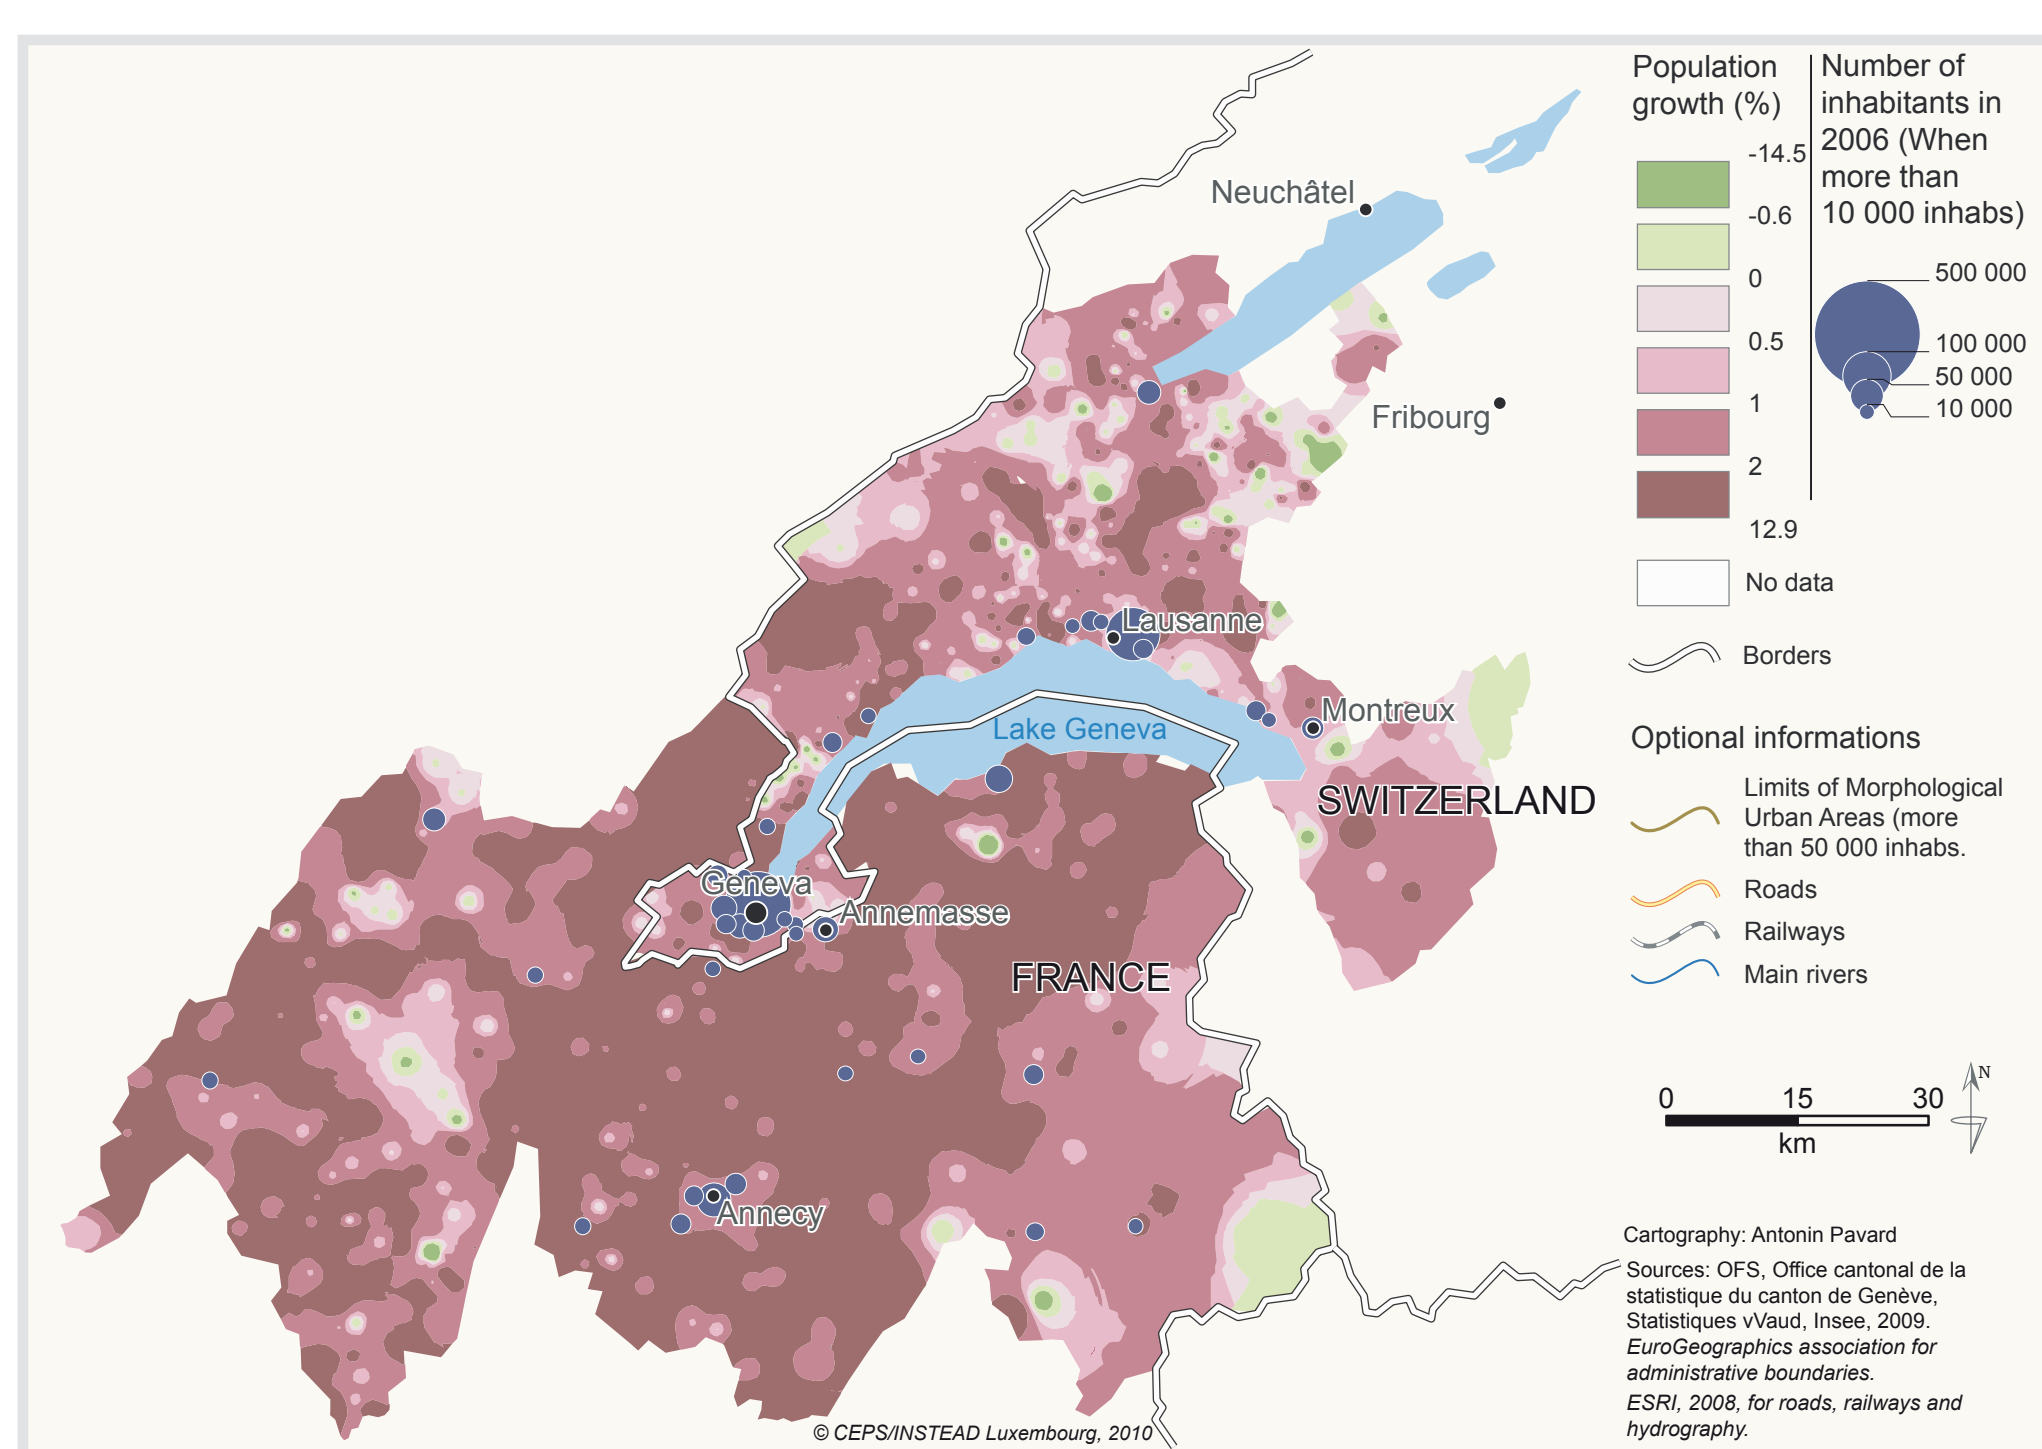 Population
growth (%)
-14.5
-0.6
0
0.5
1
2
12.9
No data
Borders
Number of
inhabitants in
2006 (When
more than
10 000 inhabs)
500 000
100 000
50 000
10 000
Optional informations
Limits of Morphological
Urban Areas (more
than 50 000 inhabs.
Roads
Railways
Main rivers
Neuchâtel
Fribourg
Lausanne
Montreux
Lake Geneva
SWITZERLAND
Geneva
Annemasse
FRANCE
Annecy
N
0 15 30
km
Cartography: Antonin Pavard
Sources: OFS, Office cantonal de la
statistique du canton de Genève,
Statistiques vVaud, Insee, 2009.
EuroGeographics association for
administrative boundaries.
ESRI, 2008, for roads, railways and
hydrography.
© CEPS/INSTEAD Luxembourg, 2010